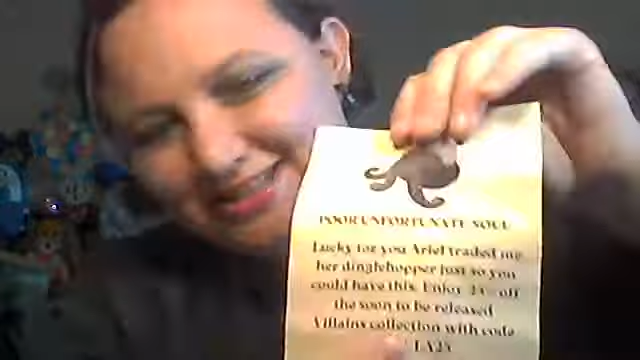 POOR UNFORTUNATE SOUL
Lucky for you Ariel traded me
her dinglehopper just so you
could have this. Enjoy off
the soon to be released
Villains collection with code